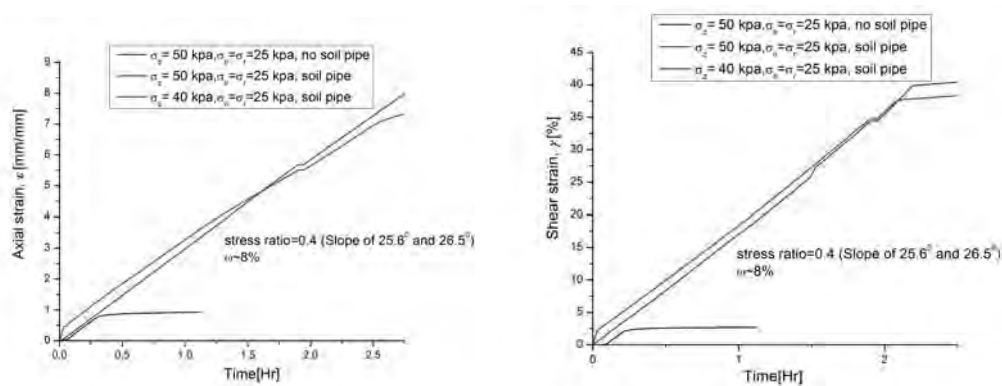 σz= 50 kpa,σθ=σr=25 kpa, no soil pipe
σz= 50 kpa,σθ=σr=25 kpa, soil pipe
σz= 40 kpa,σθ=σr=25 kpa, soil pipe
9
8
7
6
5
4
3
2
1
0
Axial strain, ε [mm/mm]
stress ratio=0.4 (Slope of 25.6° and 26.5°)
ω~8%
0.0 0.5 1.0 1.5 2.0 2.5
Time[Hr]
σz= 50 kpa,σθ=σr=25 kpa, no soil pipe
σz= 50 kpa,σθ=σr=25 kpa, soil pipe
σz= 40 kpa,σθ=σr=25 kpa, soil pipe
45
40
35
30
25
20
15
10
5
0
Shear strain, γ [%]
stress ratio=0.4 (Slope of 25.6° and 26.5°)
ω~8%
0 1 2
Time[Hr]